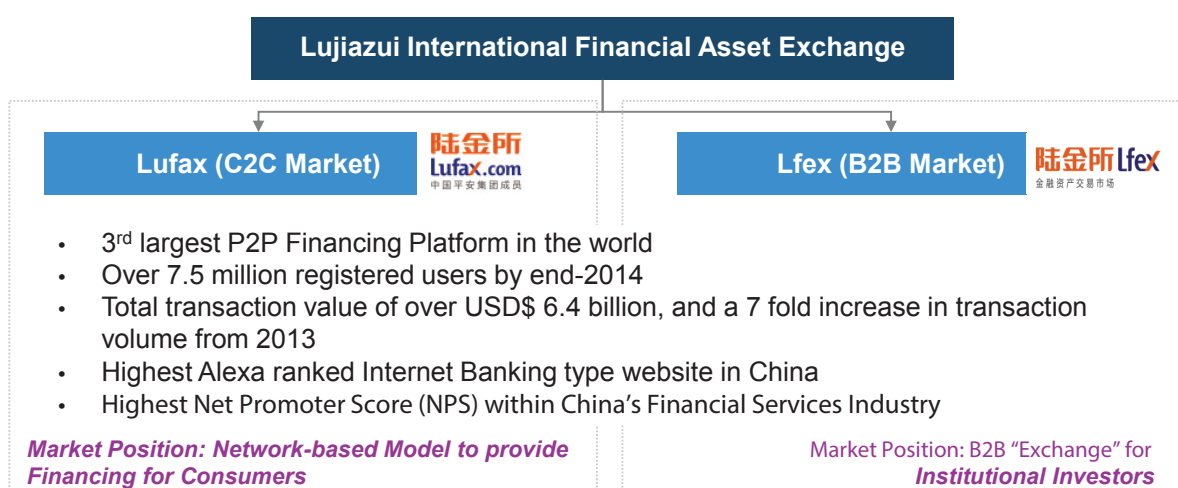 Lujiazui International Financial Asset Exchange
Lufax (C2C Market)
陆金所
Lufax.com
中国平安集团成员
Lfex (B2B Market)
陆金所 Lfex
金融资产交易市场
• 3rd largest P2P Financing Platform in the world
• Over 7.5 million registered users by end-2014
• Total transaction value of over USD$ 6.4 billion, and a 7 fold increase in transaction
volume from 2013
• Highest Alexa ranked Internet Banking type website in China
• Highest Net Promoter Score (NPS) within China's Financial Services Industry
Market Position: Network-based Model to provide
Financing for Consumers
Market Position: B2B “Exchange” for
Institutional Investors